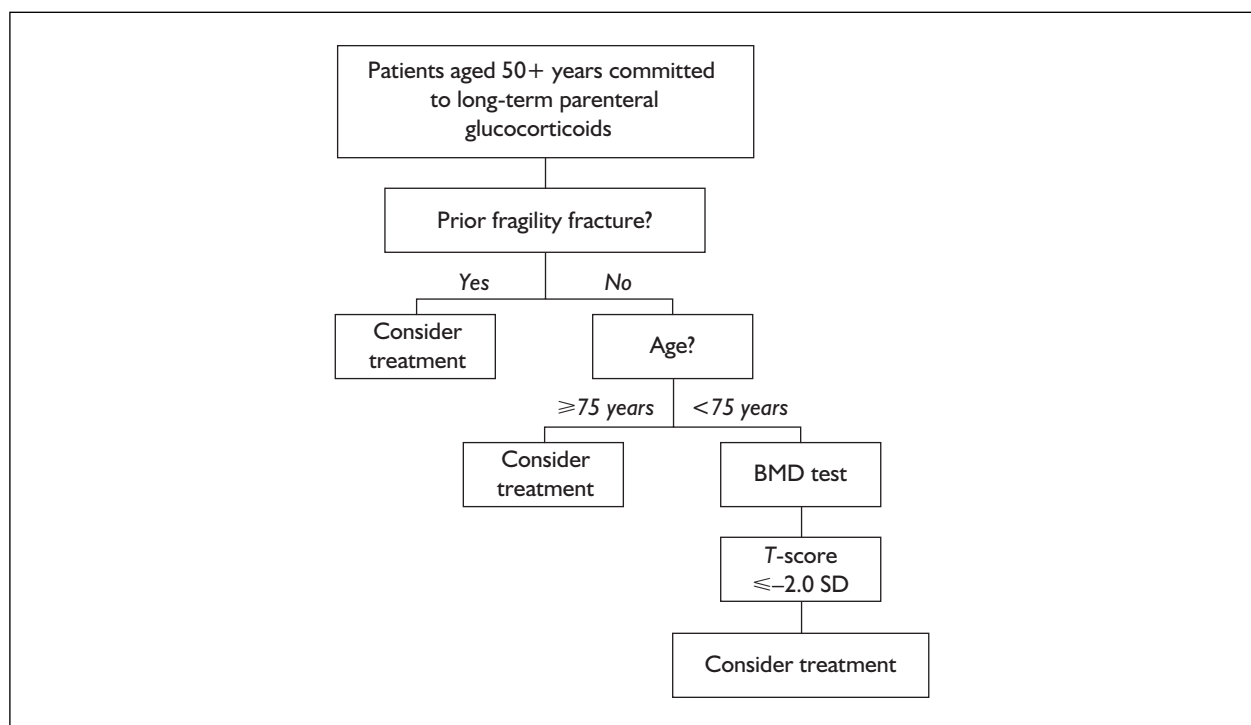 Patients aged 50+ years committed
to long-term parenteral
glucocorticoids
Prior fragility fracture?
Yes
No
Consider
treatment
Age?
⩾75 years
<75 years
Consider
treatment
BMD test
T-score
⩽–2.0 SD
Consider treatment